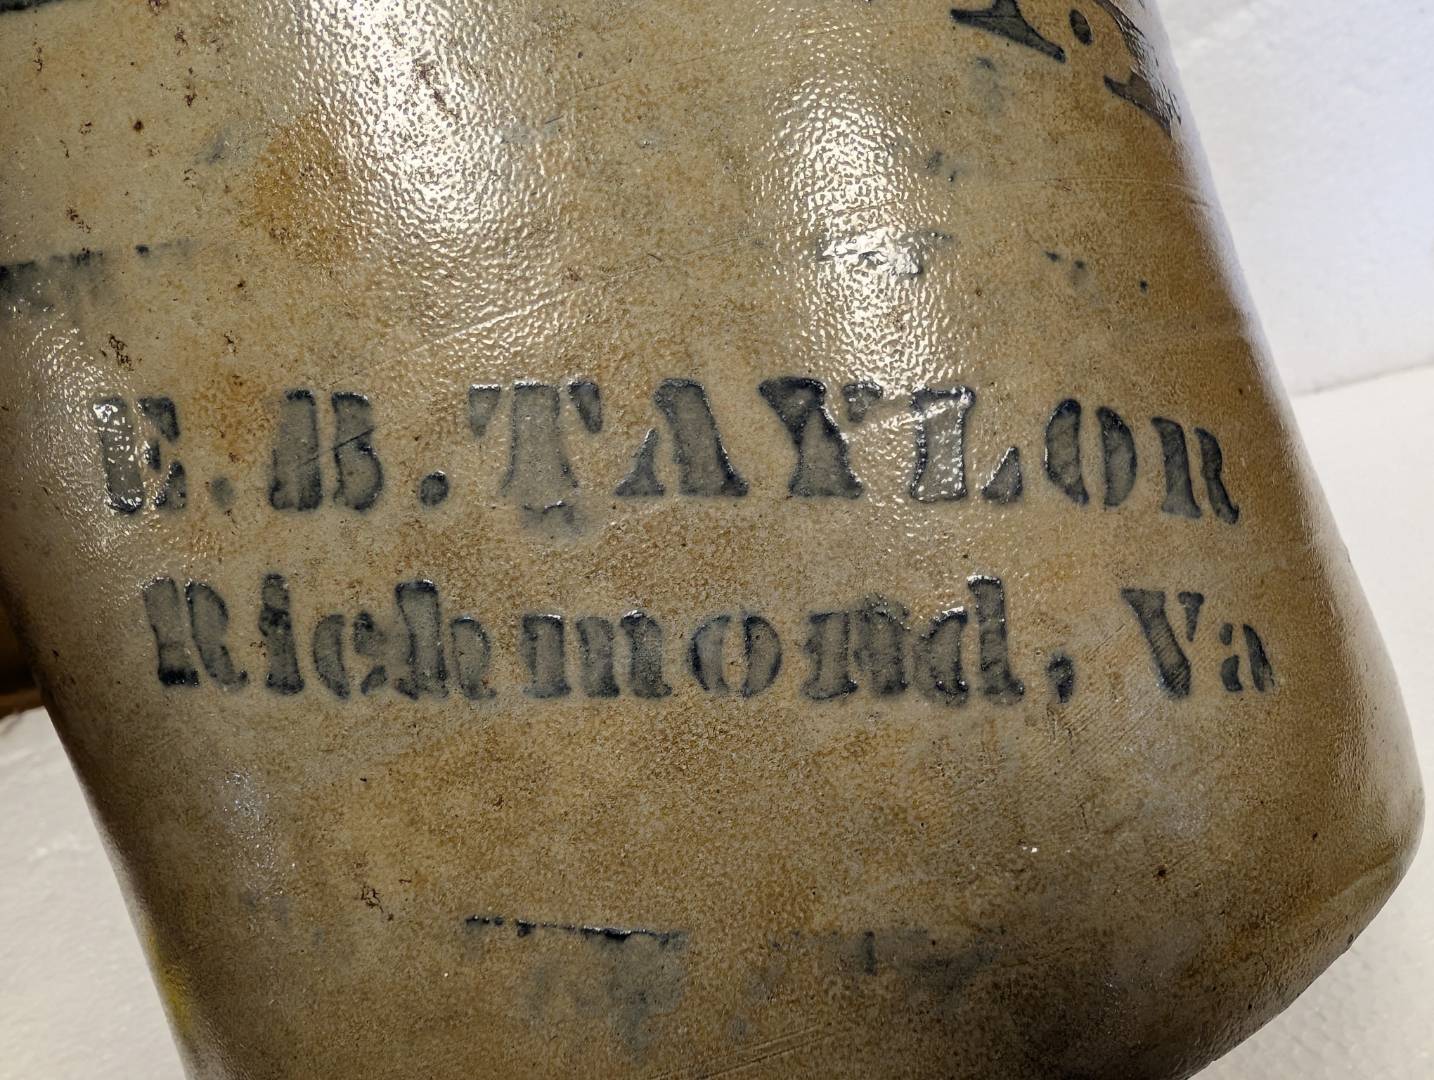 E.B.TAYLOR
Richmond, Va